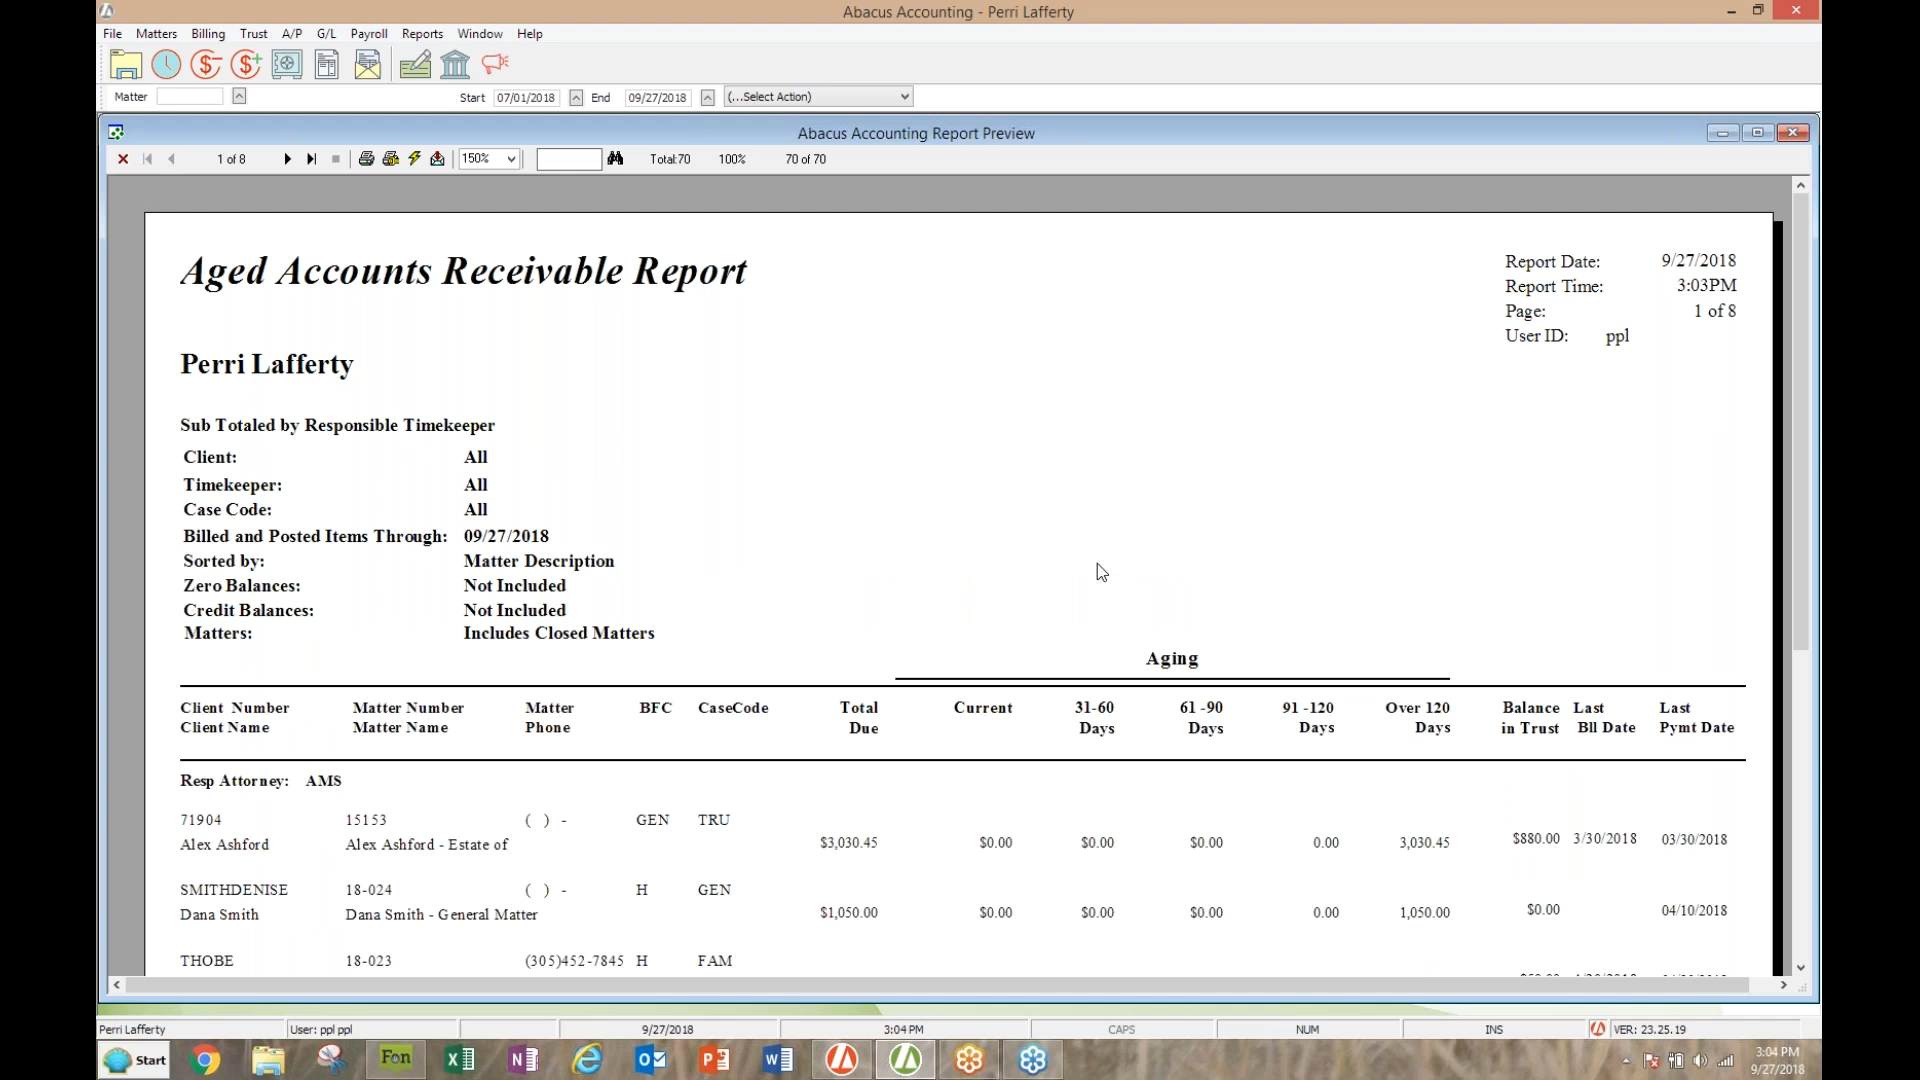 Abacus Accounting - Perri Lafferty
File Matters Billing Trust A/P G/L Payroll Reports Window Help
Matter Start 07/01/2018 End 09/27/2018 (...Select Action)
Abacus Accounting Report Preview
1 of 8 150% Total:70 100% 70 of 70
Aged Accounts Receivable Report
Report Date: 9/27/2018
Report Time: 3:03PM
Page: 1 of 8
User ID: ppl
Perri Lafferty
Sub Totaled by Responsible Timekeeper
Client: All
Timekeeper: All
Case Code: All
Billed and Posted Items Through: 09/27/2018
Sorted by: Matter Description
Zero Balances: Not Included
Credit Balances: Not Included
Matters: Includes Closed Matters
Aging
Client Number Matter Number Matter BFC CaseCode Total Current 31-60 61 -90 91 -120 Over 120 Balance Last Last
Client Name Matter Name Phone Due Days Days Days Days in Trust Bll Date Pymt Date
Resp Attorney: AMS
71904 15153 ( ) - GEN TRU
Alex Ashford Alex Ashford - Estate of $3,030.45 $0.00 $0.00 $0.00 0.00 3,030.45 $880.00 3/30/2018 03/30/2018
SMITHDENISE 18-024 ( ) - H GEN
Dana Smith Dana Smith - General Matter $1,050.00 $0.00 $0.00 $0.00 0.00 1,050.00 $0.00 04/10/2018
THOBE 18-023 (305)452-7845 H FAM
Perri Lafferty User: ppl ppl 9/27/2018 3:04 PM CAPS NUM INS VER: 23.25.19
Start Fon 3:04 PM
9/27/2018